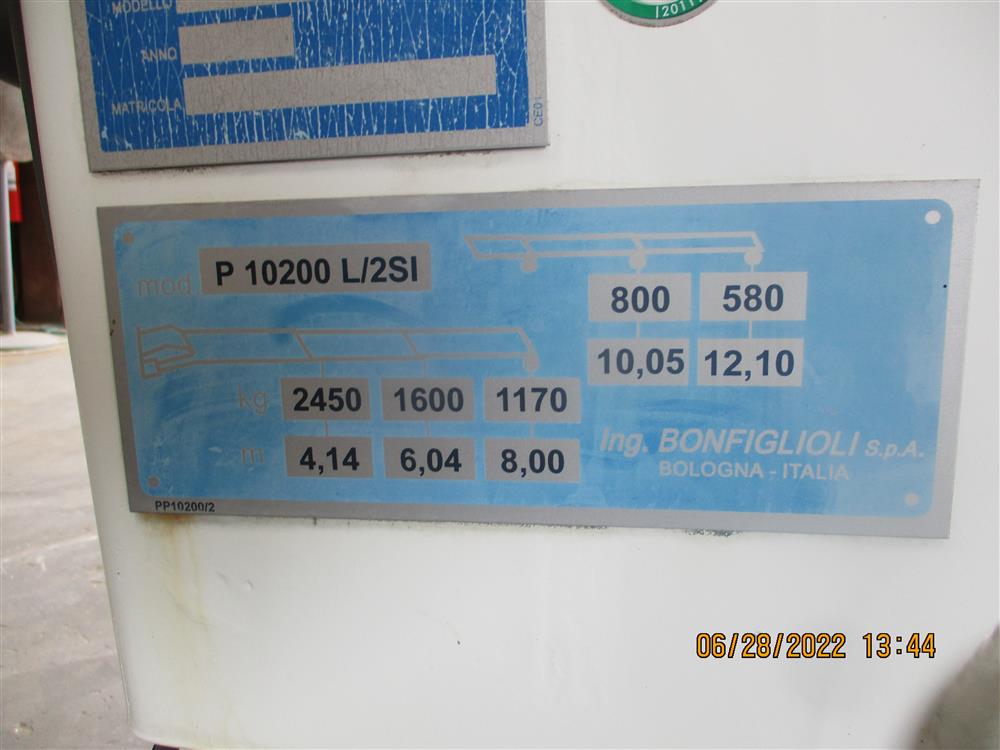 MODELLO
ANNO
MATRICOLA
CE01
mod. P 10200 L/2SI
800 580
10,05 12,10
kg 2450 1600 1170
m 4,14 6,04 8,00
Ing. BONFIGLIOLI S.p.A.
BOLOGNA - ITALIA
PP10200/2
06/28/2022 13:44